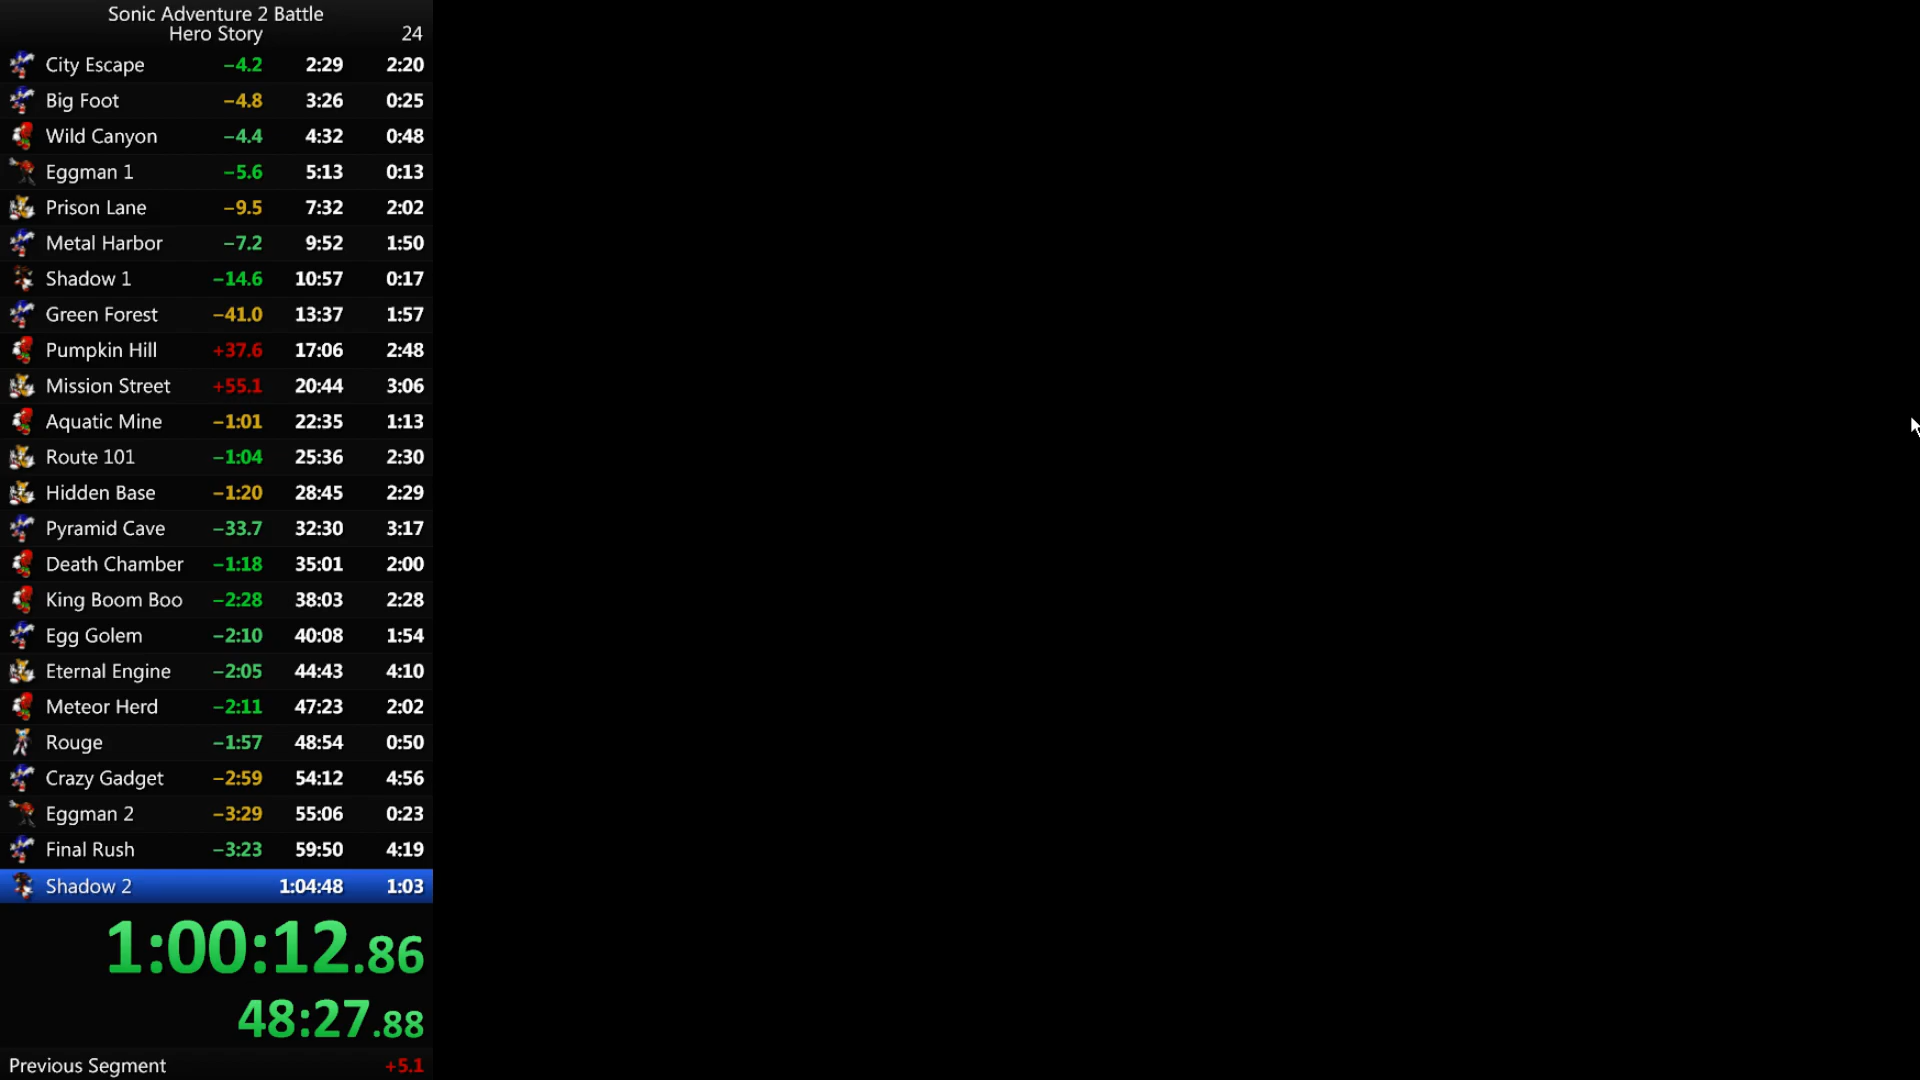 Sonic Adventure 2 Battle
Hero Story 24
City Escape −4.2 2:29 2:20
Big Foot −4.8 3:26 0:25
Wild Canyon −4.4 4:32 0:48
Eggman 1 −5.6 5:13 0:13
Prison Lane −9.5 7:32 2:02
Metal Harbor −7.2 9:52 1:50
Shadow 1 −14.6 10:57 0:17
Green Forest −41.0 13:37 1:57
Pumpkin Hill +37.6 17:06 2:48
Mission Street +55.1 20:44 3:06
Aquatic Mine −1:01 22:35 1:13
Route 101 −1:04 25:36 2:30
Hidden Base −1:20 28:45 2:29
Pyramid Cave −33.7 32:30 3:17
Death Chamber −1:18 35:01 2:00
King Boom Boo −2:28 38:03 2:28
Egg Golem −2:10 40:08 1:54
Eternal Engine −2:05 44:43 4:10
Meteor Herd −2:11 47:23 2:02
Rouge −1:57 48:54 0:50
Crazy Gadget −2:59 54:12 4:56
Eggman 2 −3:29 55:06 0:23
Final Rush −3:23 59:50 4:19
Shadow 2 1:04:48 1:03
1:00:12.86
48:27.88
Previous Segment +5.1